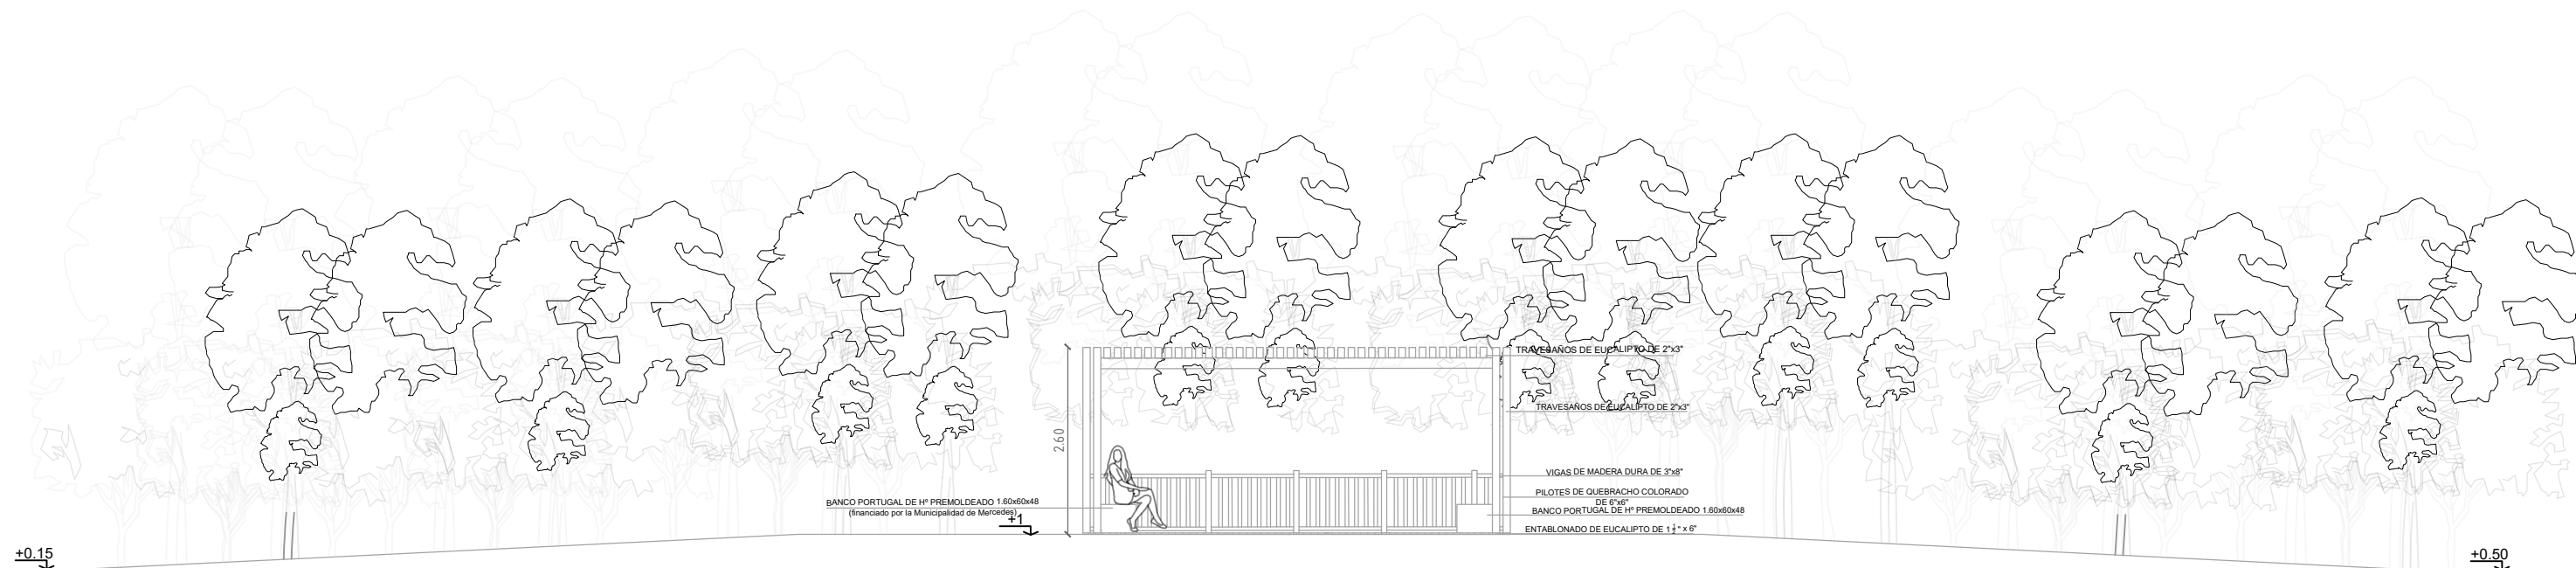 TRAVESAÑOS DE EUCALIPTO DE 2"x3"
TRAVESAÑOS DE EUCALIPTO DE 2"x3"
2.60
VIGAS DE MADERA DURA DE 3"x8"
PILOTES DE QUEBRACHO COLORADO
DE 6"x6"
BANCO PORTUGAL DE Hº PREMOLDEADO 1.60x60x48
(financiado por la Municipalidad de Mercedes)
BANCO PORTUGAL DE Hº PREMOLDEADO 1.60x60x48
+1
ENTABLONADO DE EUCALIPTO DE 1 ½" x 6"
+0.15
+0.50